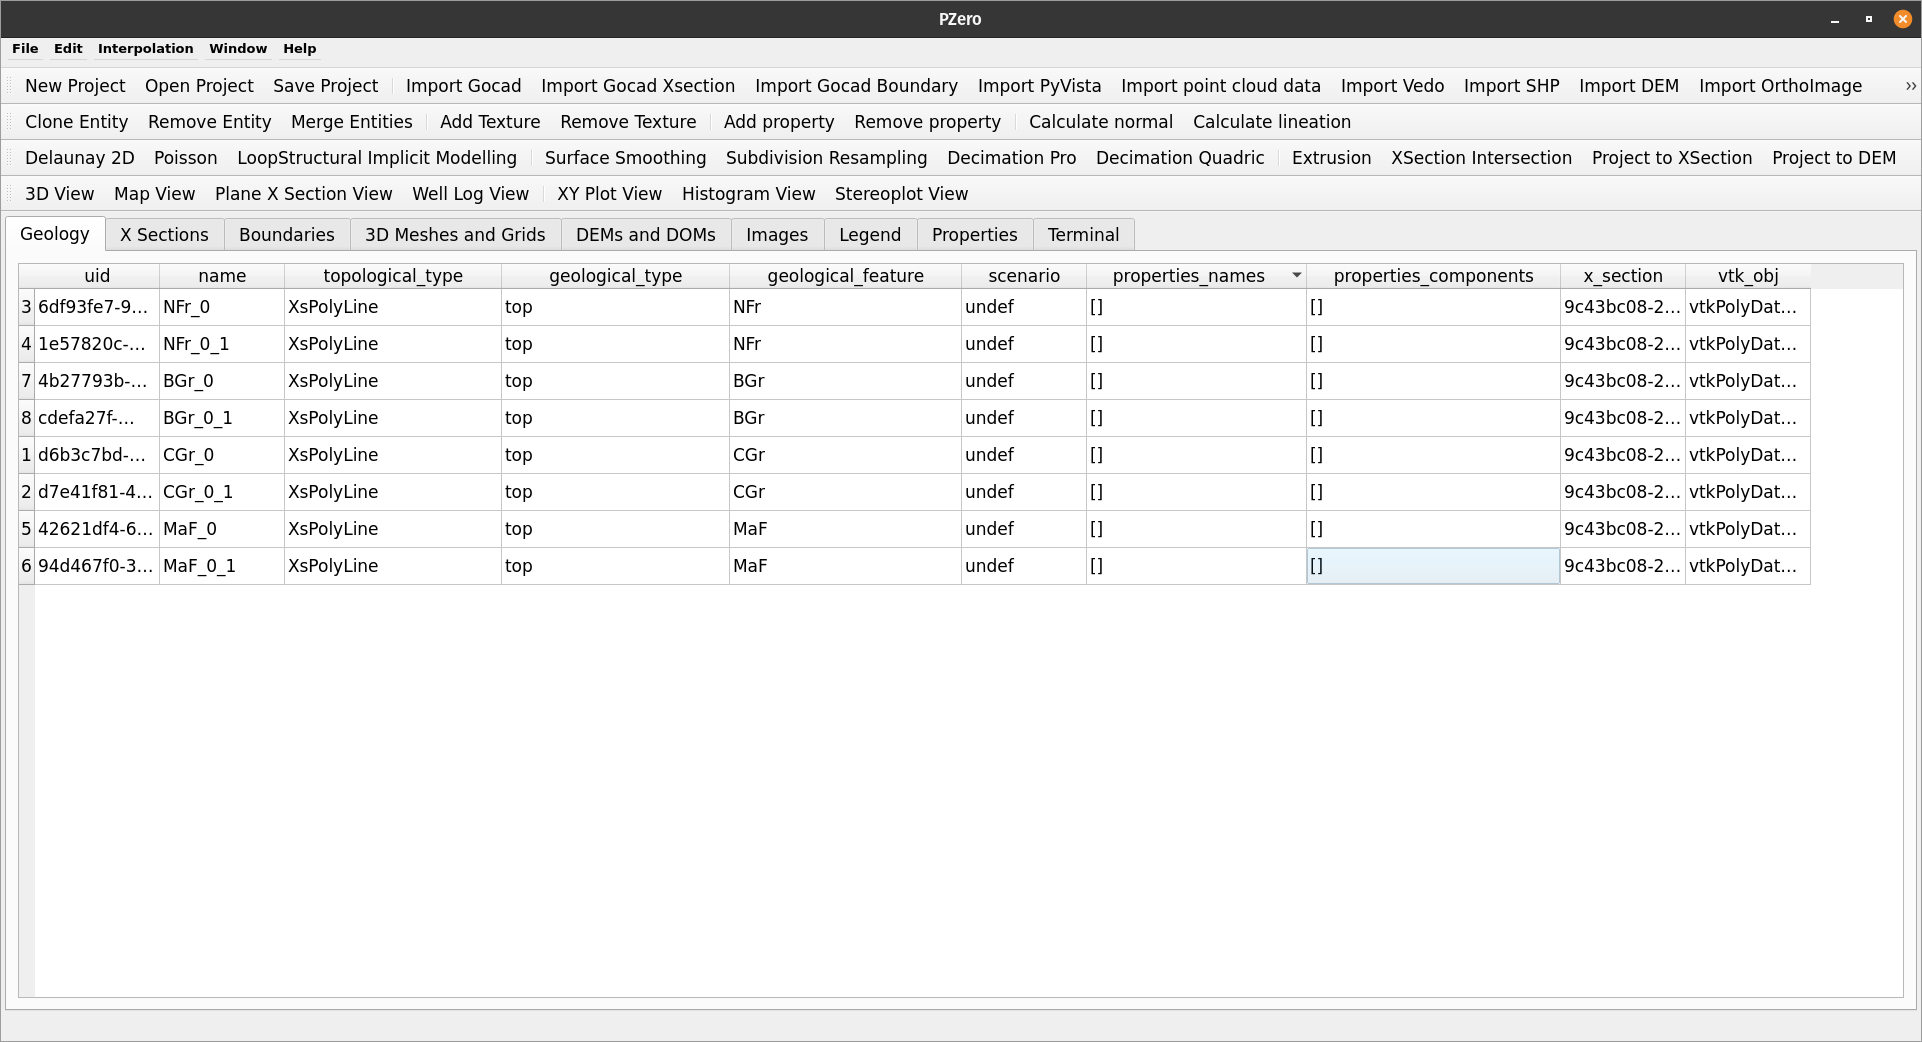 PZero
File Edit Interpolation Window Help
New Project Open Project Save Project Import Gocad Import Gocad Xsection Import Gocad Boundary Import PyVista Import point cloud data Import Vedo Import SHP Import DEM Import OrthoImage »
Clone Entity Remove Entity Merge Entities Add Texture Remove Texture Add property Remove property Calculate normal Calculate lineation
Delaunay 2D Poisson LoopStructural Implicit Modelling Surface Smoothing Subdivision Resampling Decimation Pro Decimation Quadric Extrusion XSection Intersection Project to XSection Project to DEM
3D View Map View Plane X Section View Well Log View XY Plot View Histogram View Stereoplot View
Geology X Sections Boundaries 3D Meshes and Grids DEMs and DOMs Images Legend Properties Terminal
uid name topological_type geological_type geological_feature scenario properties_names properties_components x_section vtk_obj
3 6df93fe7-9... NFr_0 XsPolyLine top NFr undef [] [] 9c43bc08-2... vtkPolyDat...
4 1e57820c-... NFr_0_1 XsPolyLine top NFr undef [] [] 9c43bc08-2... vtkPolyDat...
7 4b27793b-... BGr_0 XsPolyLine top BGr undef [] [] 9c43bc08-2... vtkPolyDat...
8 cdefa27f-... BGr_0_1 XsPolyLine top BGr undef [] [] 9c43bc08-2... vtkPolyDat...
1 d6b3c7bd-... CGr_0 XsPolyLine top CGr undef [] [] 9c43bc08-2... vtkPolyDat...
2 d7e41f81-4... CGr_0_1 XsPolyLine top CGr undef [] [] 9c43bc08-2... vtkPolyDat...
5 42621df4-6... MaF_0 XsPolyLine top MaF undef [] [] 9c43bc08-2... vtkPolyDat...
6 94d467f0-3... MaF_0_1 XsPolyLine top MaF undef [] [] 9c43bc08-2... vtkPolyDat...